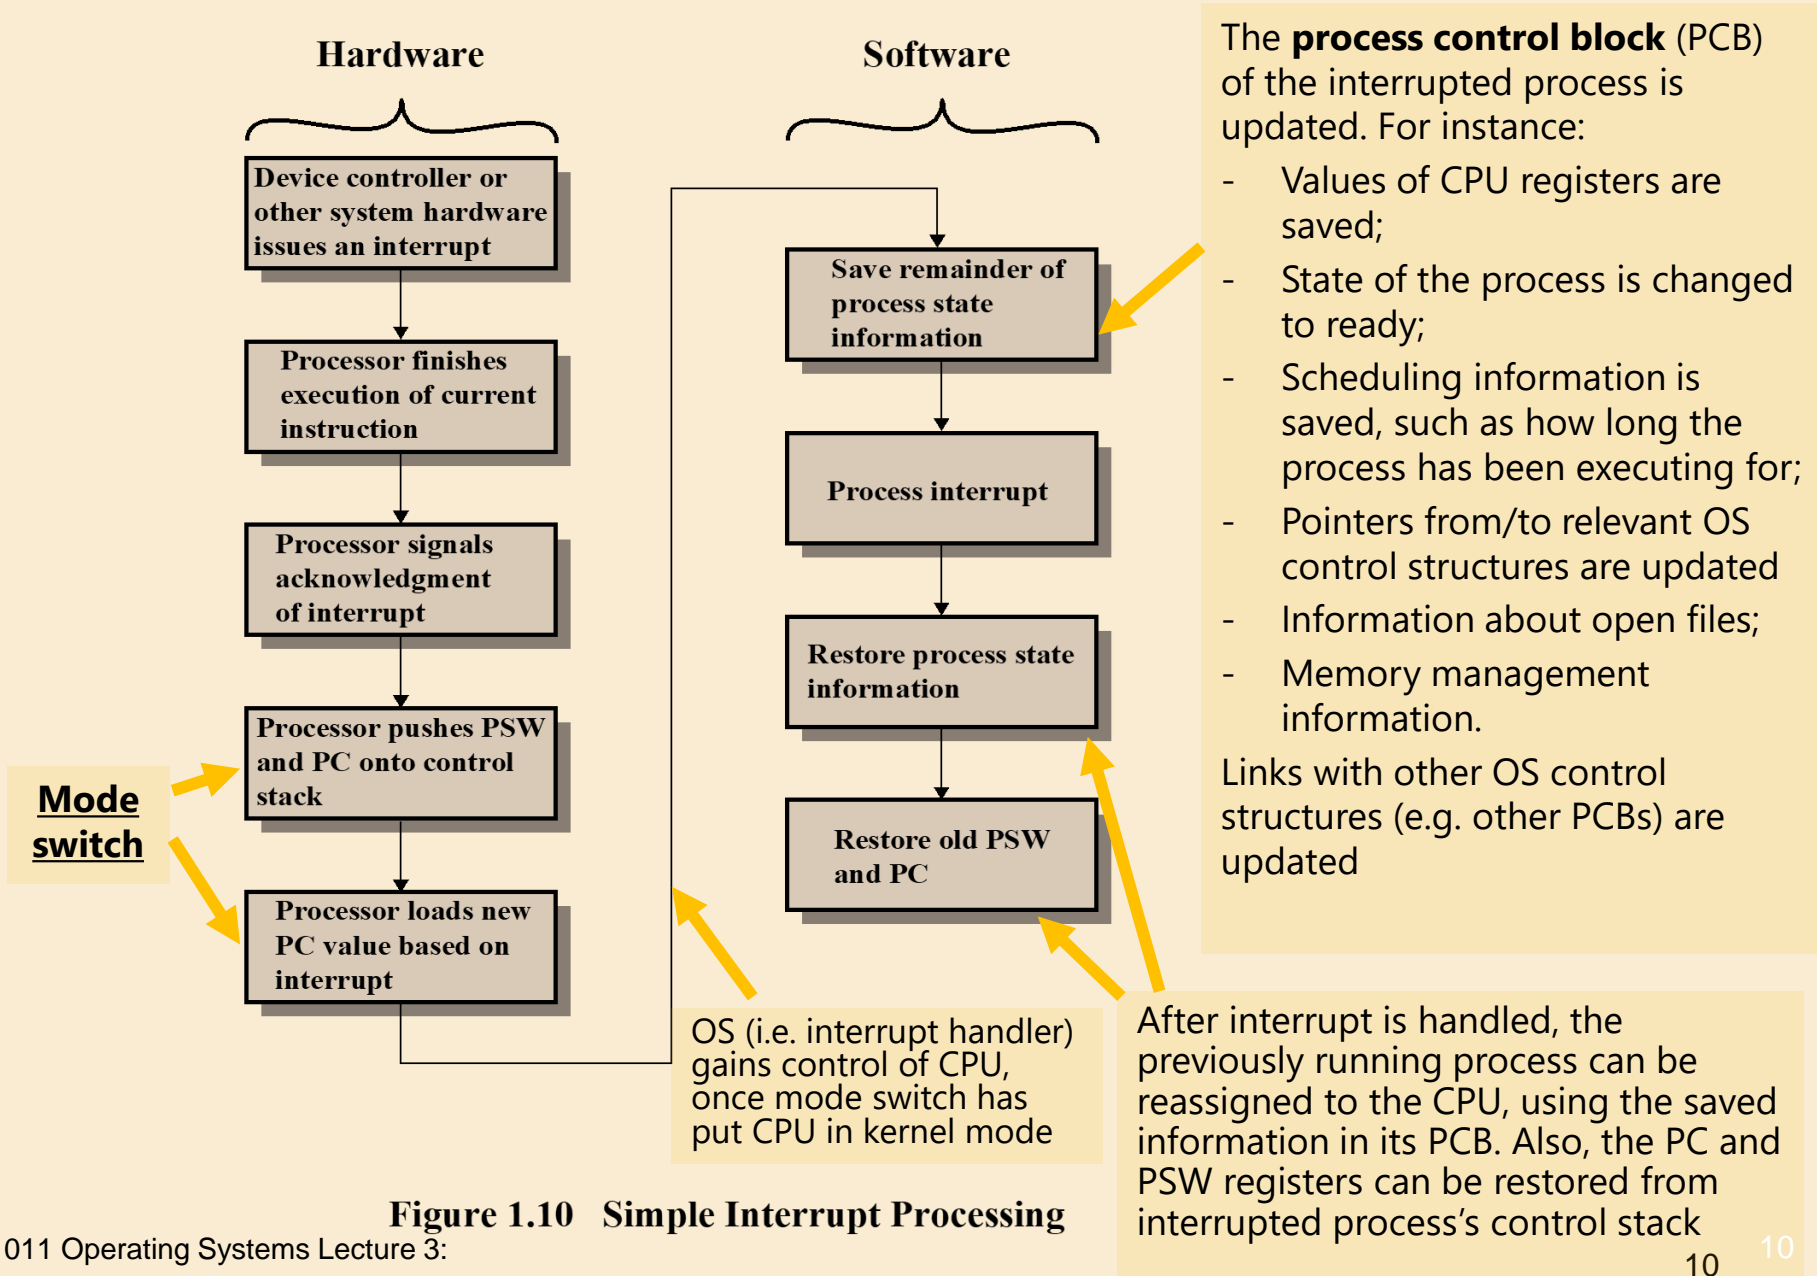 Hardware
Device controller or
other system hardware
issues an interrupt
Processor finishes
execution of current
instruction
Processor signals
acknowledgment
of interrupt
Processor pushes PSW
and PC onto control
stack
Processor loads new
PC value based on
interrupt
Mode
switch
Software
Save remainder of
process state
information
Process interrupt
Restore process state
information
Restore old PSW
and PC
OS (i.e. interrupt handler)
gains control of CPU,
once mode switch has
put CPU in kernel mode
The process control block (PCB)
of the interrupted process is
updated. For instance:
- Values of CPU registers are
saved;
- State of the process is changed
to ready;
- Scheduling information is
saved, such as how long the
process has been executing for;
- Pointers from/to relevant OS
control structures are updated
- Information about open files;
- Memory management
information.
Links with other OS control
structures (e.g. other PCBs) are
updated
After interrupt is handled, the
previously running process can be
reassigned to the CPU, using the saved
information in its PCB. Also, the PC and
PSW registers can be restored from
interrupted process’s control stack
Figure 1.10 Simple Interrupt Processing
011 Operating Systems Lecture 3:
10
10